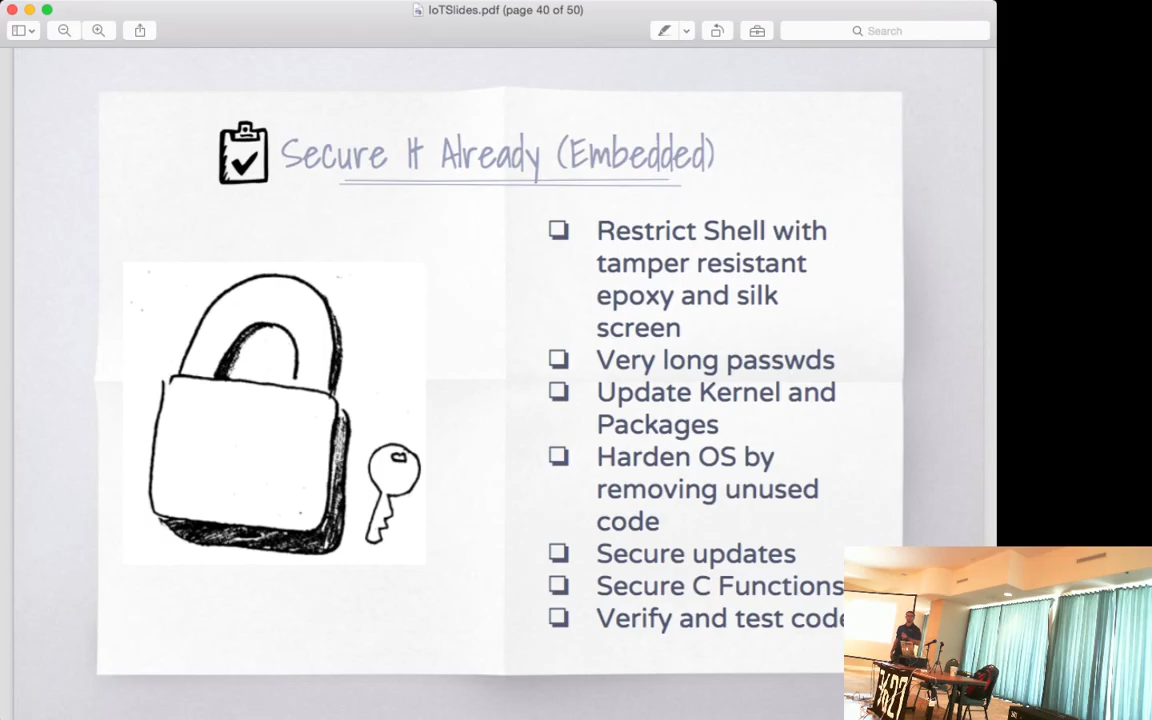 IoTSlides.pdf (page 40 of 50)
Search
Secure It Already (Embedded)
❏ Restrict Shell with
tamper resistant
epoxy and silk
screen
❏ Very long passwds
❏ Update Kernel and
Packages
❏ Harden OS by
removing unused
code
❏ Secure updates
❏ Secure C Functions
❏ Verify and test code